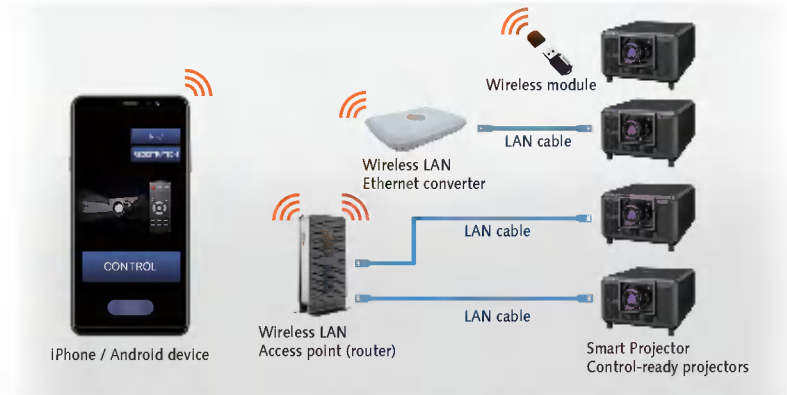 Wireless module
LAN cable
Wireless LAN
Ethernet converter
LAN cable
CONTROL
LAN cable
Wireless LAN
Access point (router)
iPhone / Android device
Smart Projector
Control-ready projectors